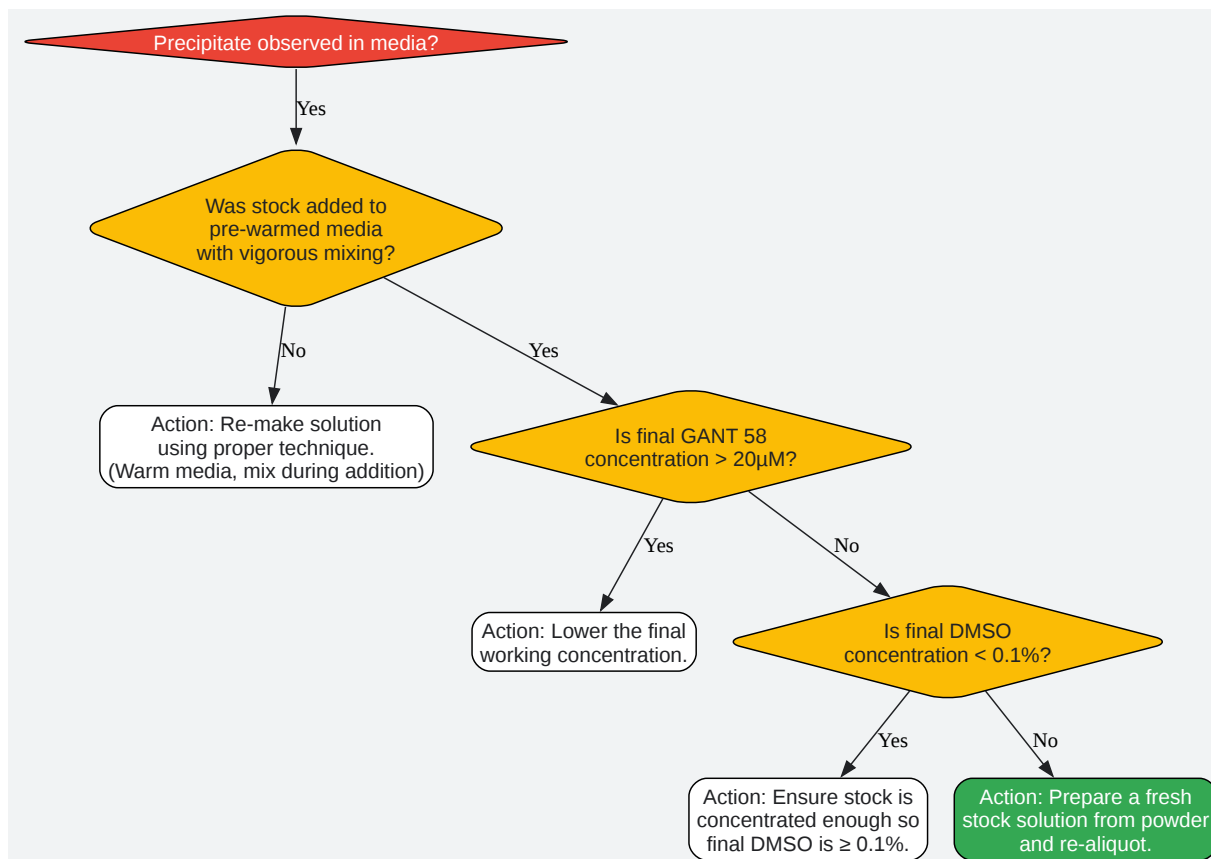 Precipitate observed in media?
Yes
Was stock added to
pre-warmed media
with vigorous mixing?
No
Yes
Action: Re-make solution
using proper technique.
(Warm media, mix during addition)
Is final GANT 58
concentration > 20µM?
Yes
No
Action: Lower the final
working concentration.
Is final DMSO
concentration < 0.1%?
Yes
No
Action: Ensure stock is
concentrated enough so
final DMSO is ≥ 0.1%.
Action: Prepare a fresh
stock solution from powder
and re-aliquot.